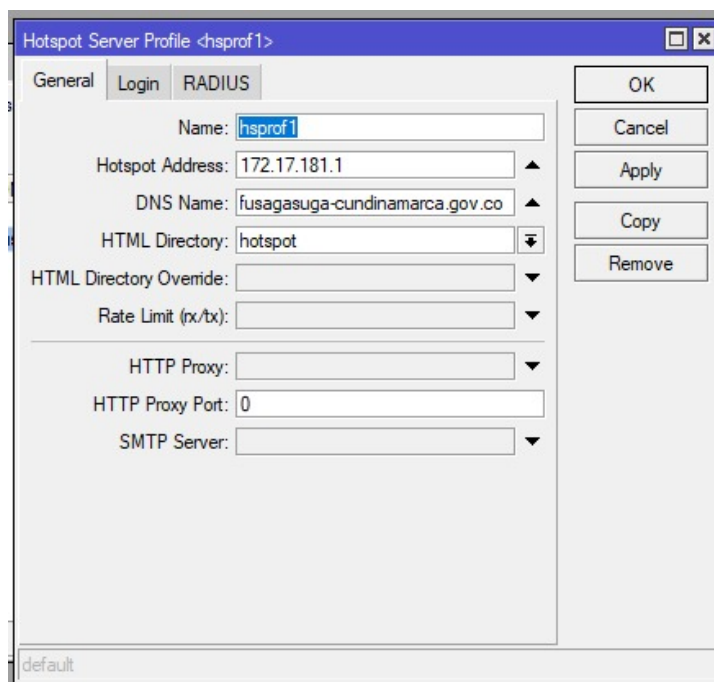 Hotspot Server Profile <hsprof1>
General Login RADIUS
Name: hsprof1
Hotspot Address: 172.17.181.1
DNS Name: fusagasuga-cundinamarca.gov.co
HTML Directory: hotspot
HTML Directory Override:
Rate Limit (rx/tx):
HTTP Proxy:
HTTP Proxy Port: 0
SMTP Server:
OK
Cancel
Apply
Copy
Remove
default